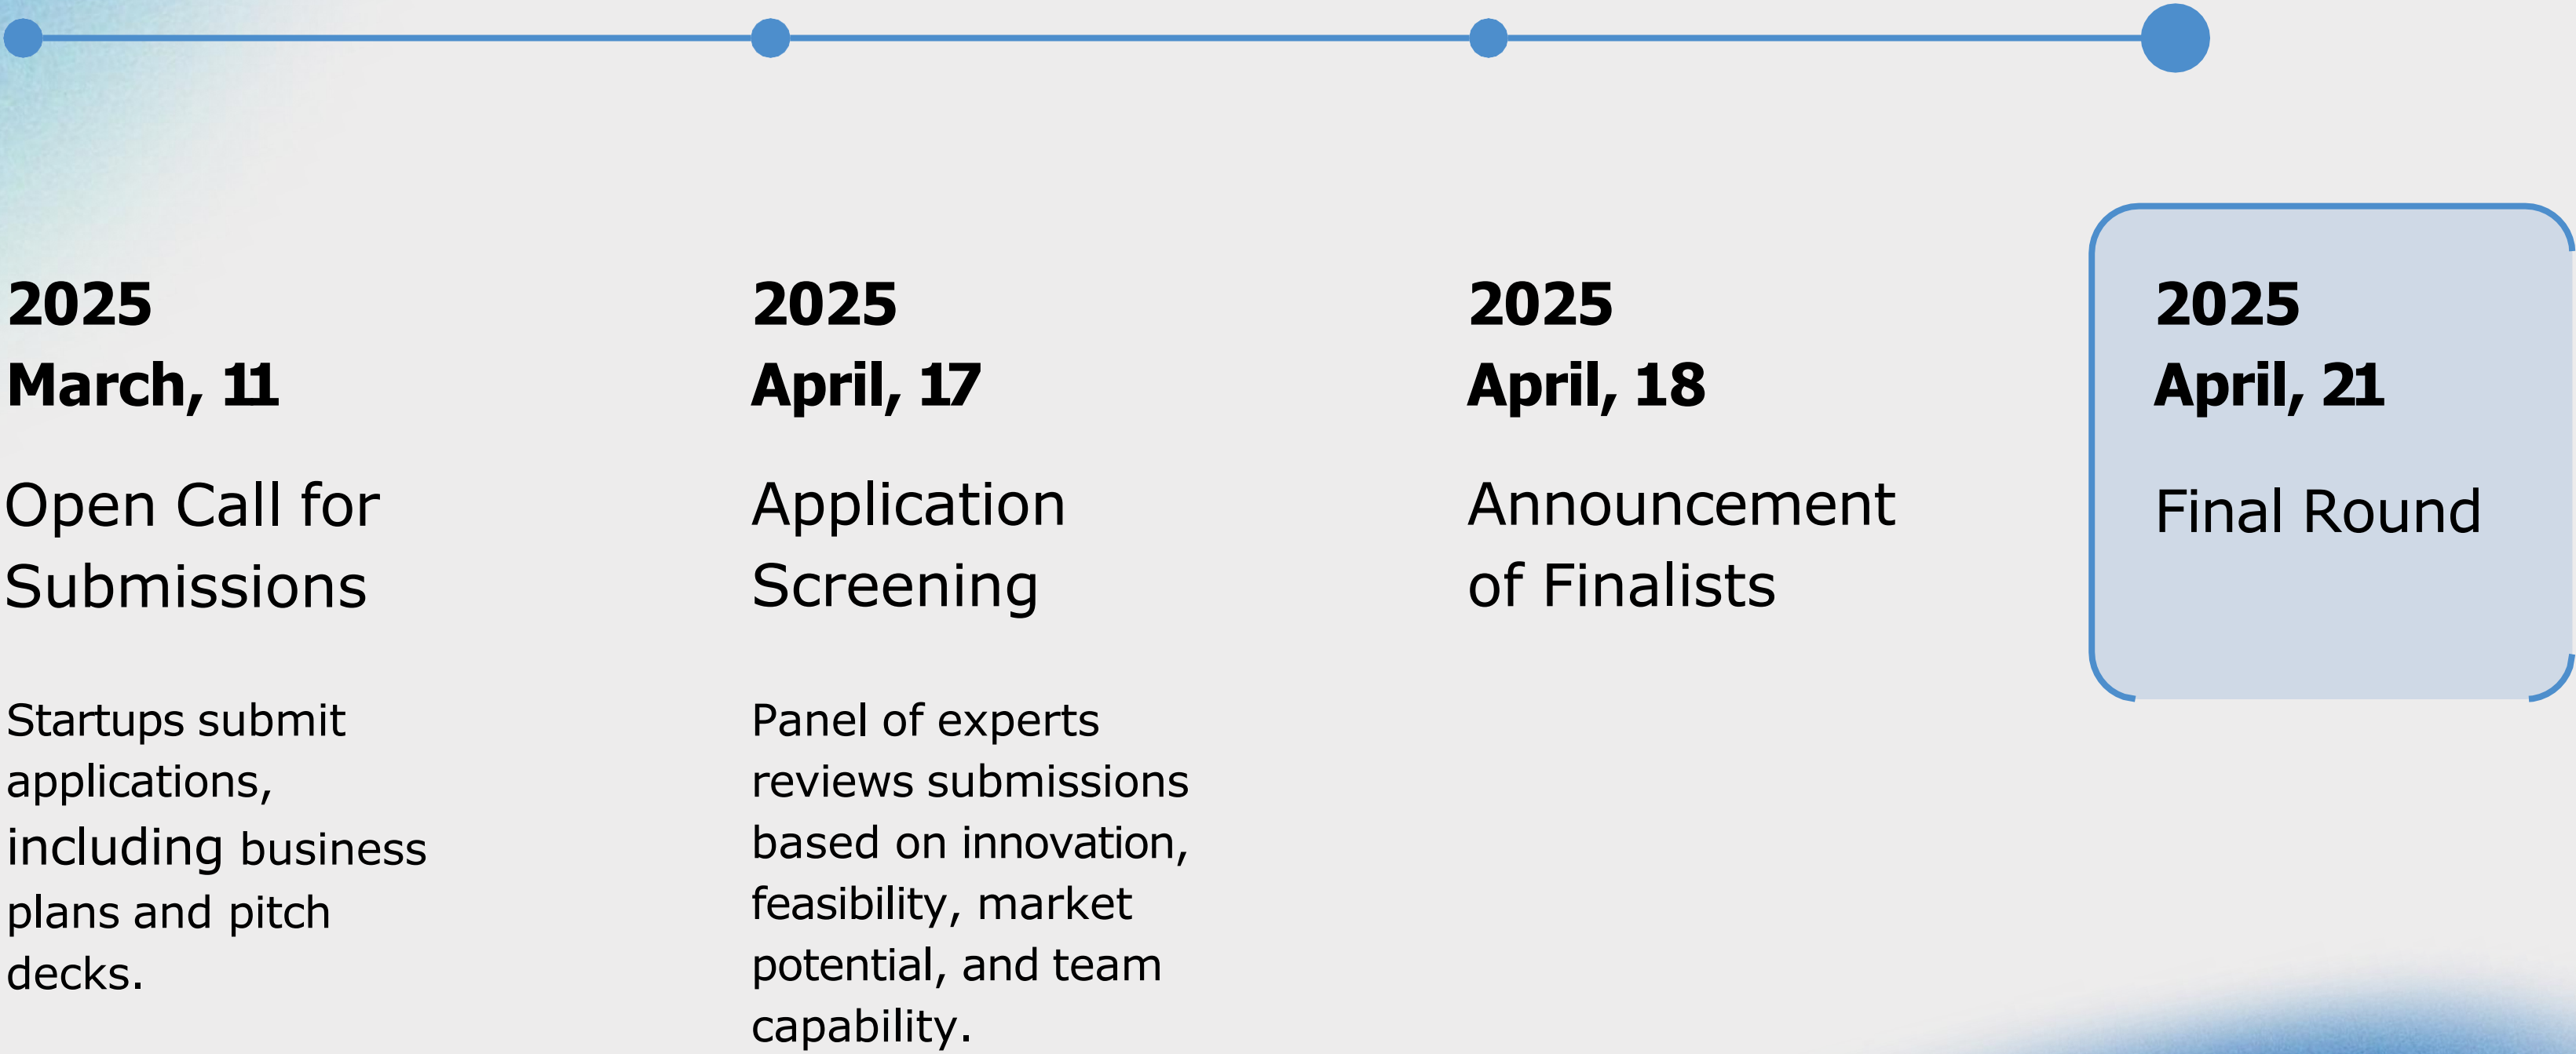 2025
March, 11
Open Call for
Submissions
Startups submit
applications,
including business
plans and pitch
decks.
2025
April, 17
Application
Screening
Panel of experts
reviews submissions
based on innovation,
feasibility, market
potential, and team
capability.
2025
April, 18
Announcement
of Finalists
2025
April, 21
Final Round